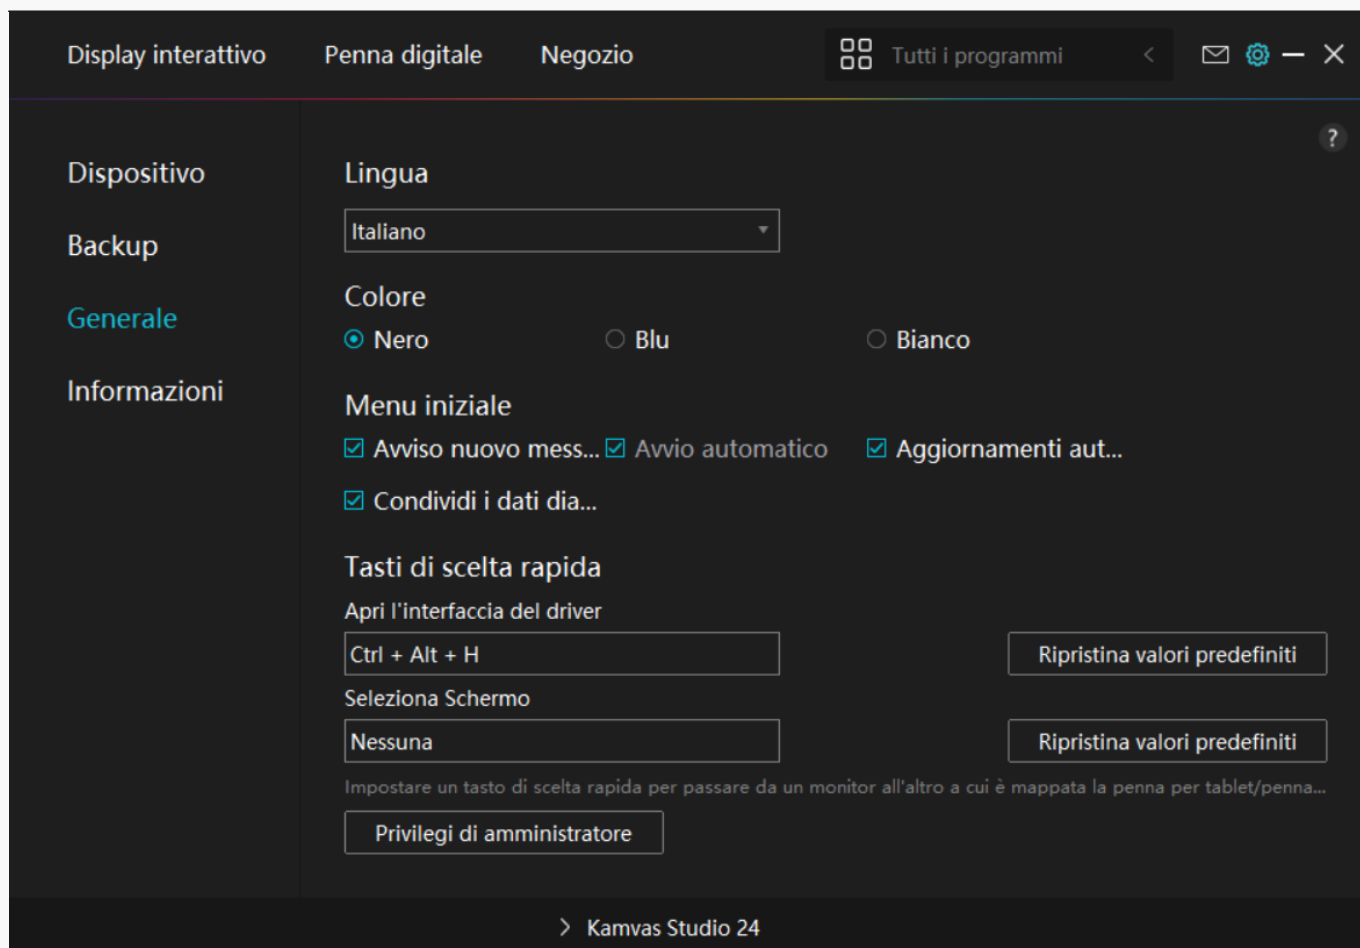 Display interattivo Penna digitale Negozio Tutti i programmi
?
Dispositivo
Backup
Generale
Informazioni
Lingua
Italiano
Colore
Nero Blu Bianco
Menu iniziale
Avviso nuovo mess... Avvio automatico Aggiornamenti aut...
Condividi i dati dia...
Tasti di scelta rapida
Apri l'interfaccia del driver
Ctrl + Alt + H Ripristina valori predefiniti
Seleziona Schermo
Nessuna Ripristina valori predefiniti
Impostare un tasto di scelta rapida per passare da un monitor all'altro a cui è mappata la penna per tablet/penna...
Privilegi di amministratore
Kamvas Studio 24